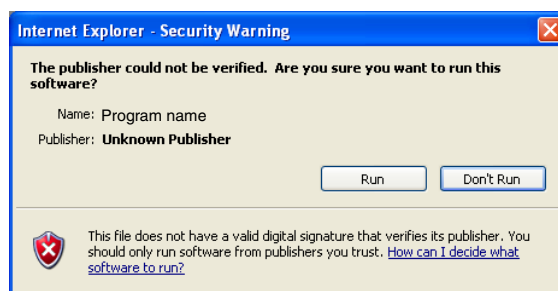 Internet Explorer - Security Warning
The publisher could not be verified. Are you sure you want to run this
software?
Name: Program name
Publisher: Unknown Publisher
Run Don't Run
This file does not have a valid digital signature that verifies its publisher. You
should only run software from publishers you trust. How can I decide what
software to run?